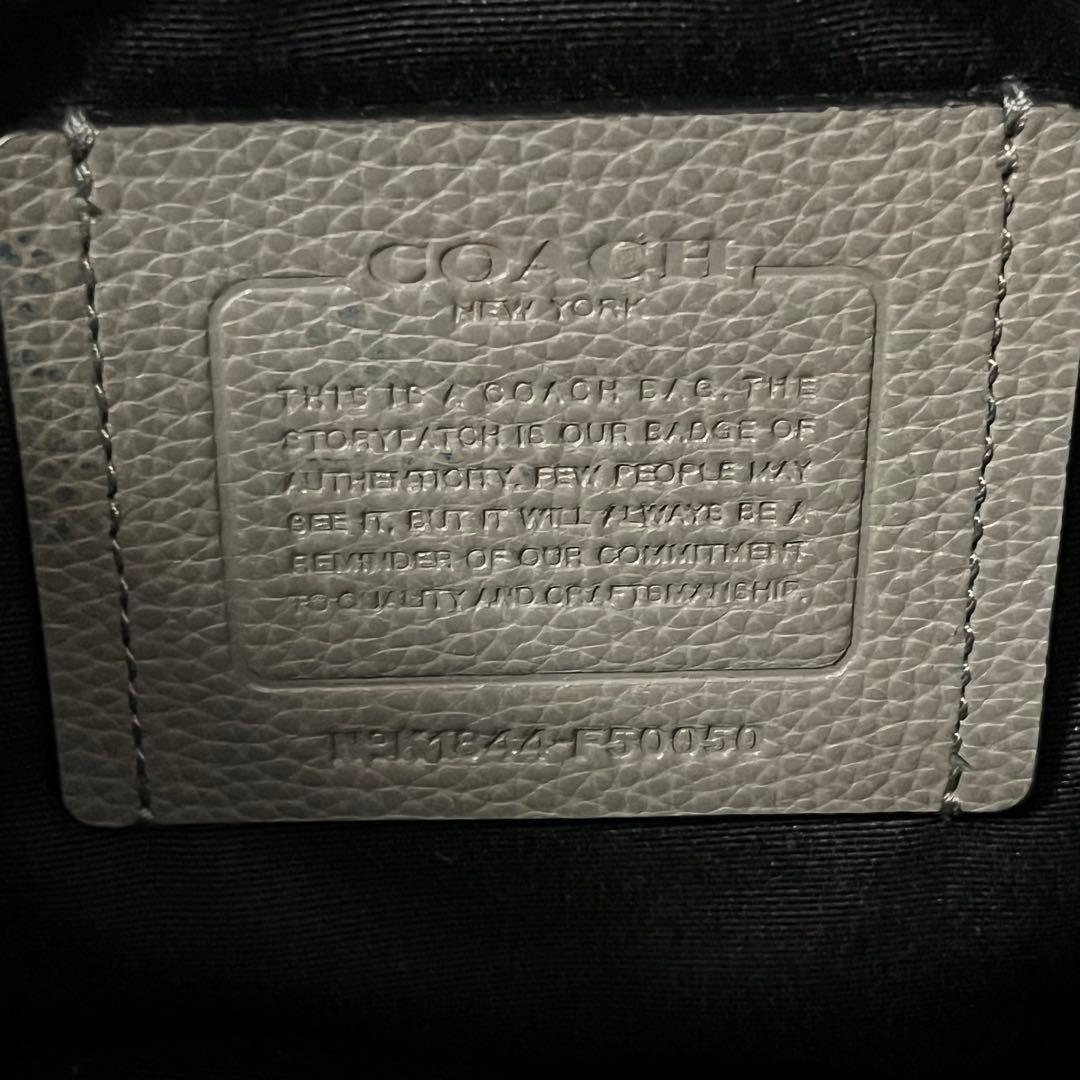 COACH
NEW YORK
THIS IS A COACH BAG. THE
STORYPATCH IS OUR BADGE OF
AUTHENTICITY. FEW PEOPLE MAY
SEE IT, BUT IT WILL ALWAYS BE A
REMINDER OF OUR COMMITMENT
TO QUALITY AND CRAFTSMANSHIP.
N9K1844-F50050